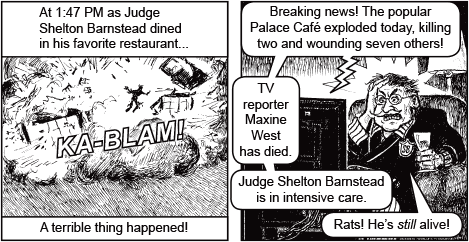 At 1:47 PM as Judge
Shelton Barnstead dined
in his favorite restaurant...
KA-BLAM!
A terrible thing happened!
Breaking news! The popular
Palace Café exploded today, killing
two and wounding seven others!
TV
reporter
Maxine
West
has died.
Judge Shelton Barnstead
is in intensive care.
Rats! He's still alive!